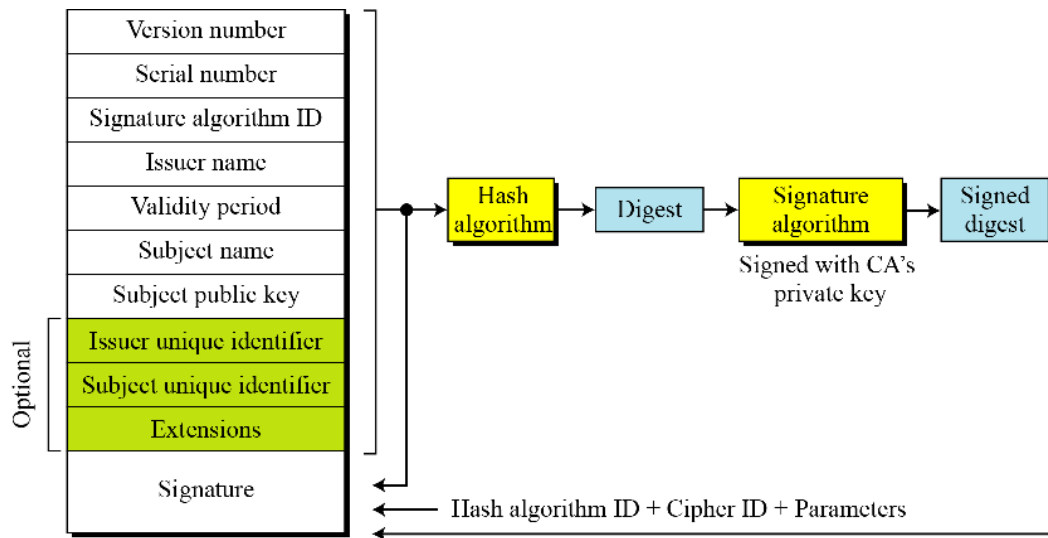 Version number
Serial number
Signature algorithm ID
Issuer name
Validity period
Subject name
Subject public key
Optional
Issuer unique identifier
Subject unique identifier
Extensions
Signature
Hash
algorithm
Digest
Signature
algorithm
Signed with CA's
private key
Signed
digest
Hash algorithm ID + Cipher ID + Parameters